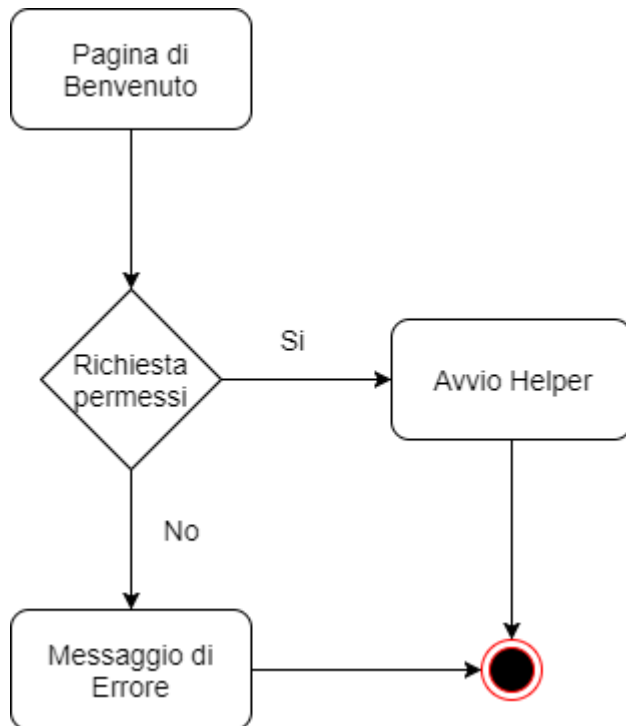 Pagina di
Benvenuto
Richiesta
permessi
Si
Avvio Helper
No
Messaggio di
Errore